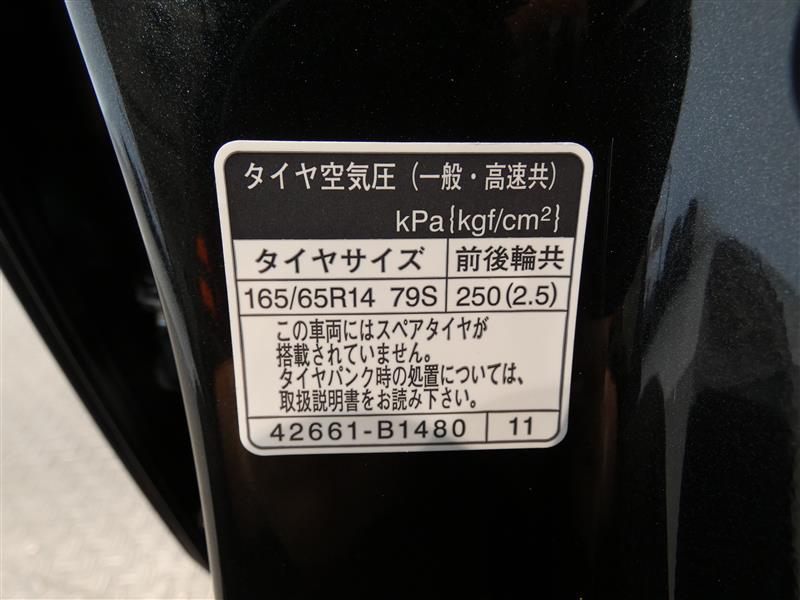 タイヤ空気圧（一般・高速共）
kPa{kgf/cm²}
タイヤサイズ 前後輪共
165/65R14 79S 250(2.5)
この車両にはスペアタイヤが
搭載されていません。
タイヤパンク時の処置については、
取扱説明書をお読み下さい。
42661-B1480 11